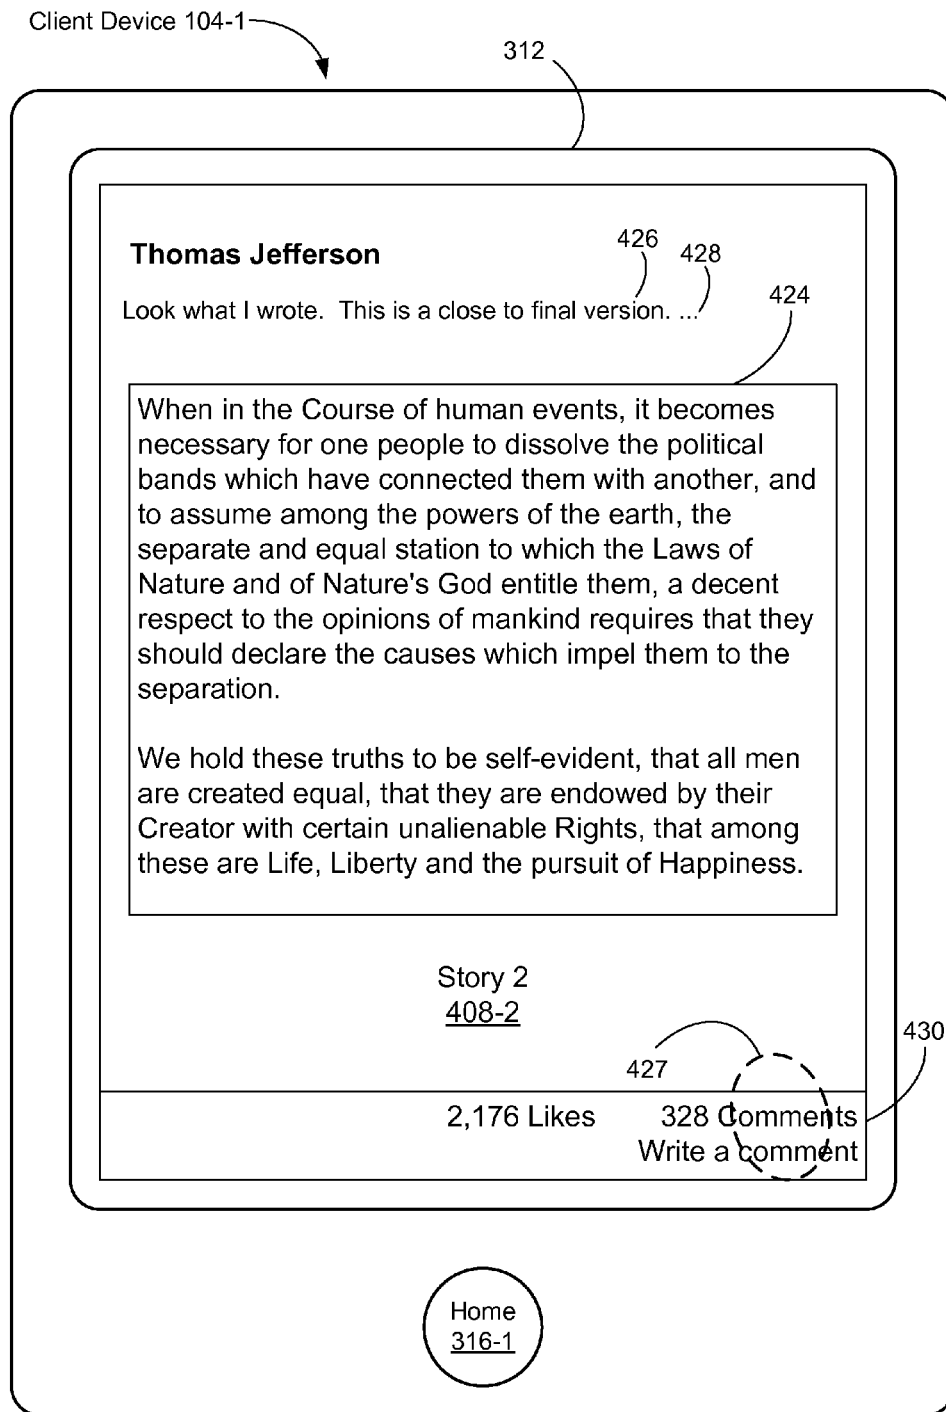 Client Device 104-1
312
Thomas Jefferson
426
428
Look what I wrote.  This is a close to final version. ...
424
When in the Course of human events, it becomes
necessary for one people to dissolve the political
bands which have connected them with another, and
to assume among the powers of the earth, the
separate and equal station to which the Laws of
Nature and of Nature's God entitle them, a decent
respect to the opinions of mankind requires that they
should declare the causes which impel them to the
separation.
We hold these truths to be self-evident, that all men
are created equal, that they are endowed by their
Creator with certain unalienable Rights, that among
these are Life, Liberty and the pursuit of Happiness.
Story 2
408-2
427
430
2,176 Likes
328 Comments
Write a comment
Home
316-1